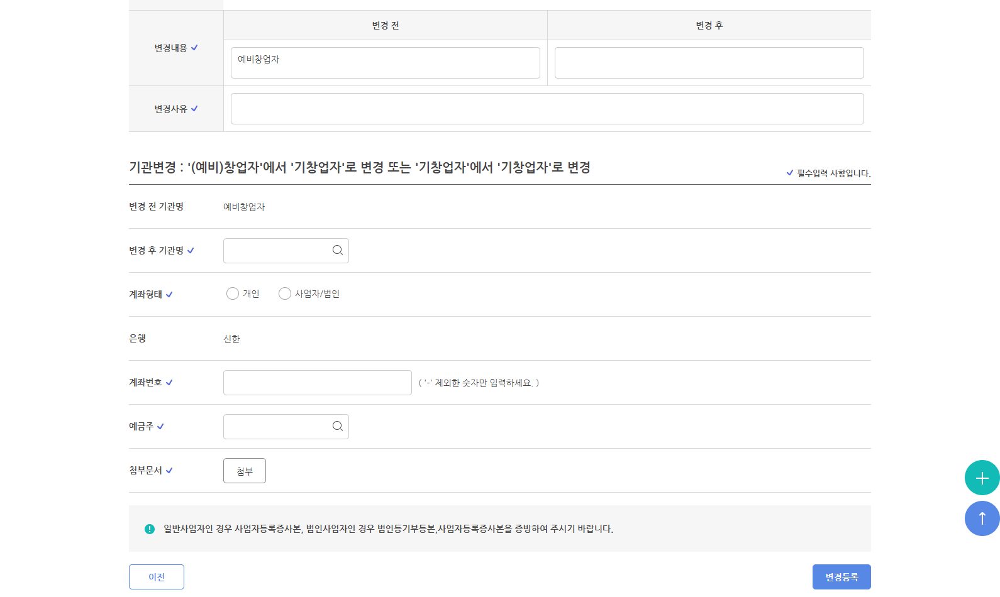 변경내용
변경 전
변경 후
예비창업자
변경사유
기관변경 : '(예비)창업자'에서 '기창업자'로 변경 또는 '기창업자'에서 '기창업자'로 변경
필수입력 사항입니다.
변경 전 기관명
예비창업자
변경 후 기관명
계좌형태
개인
사업자/법인
은행
신한
계좌번호
( '-' 제외한 숫자만 입력하세요. )
예금주
첨부문서
첨부
일반사업자인 경우 사업자등록증사본, 법인사업자인 경우 법인등기부등본,사업자등록증사본을 증빙하여 주시기 바랍니다.
이전
변경등록